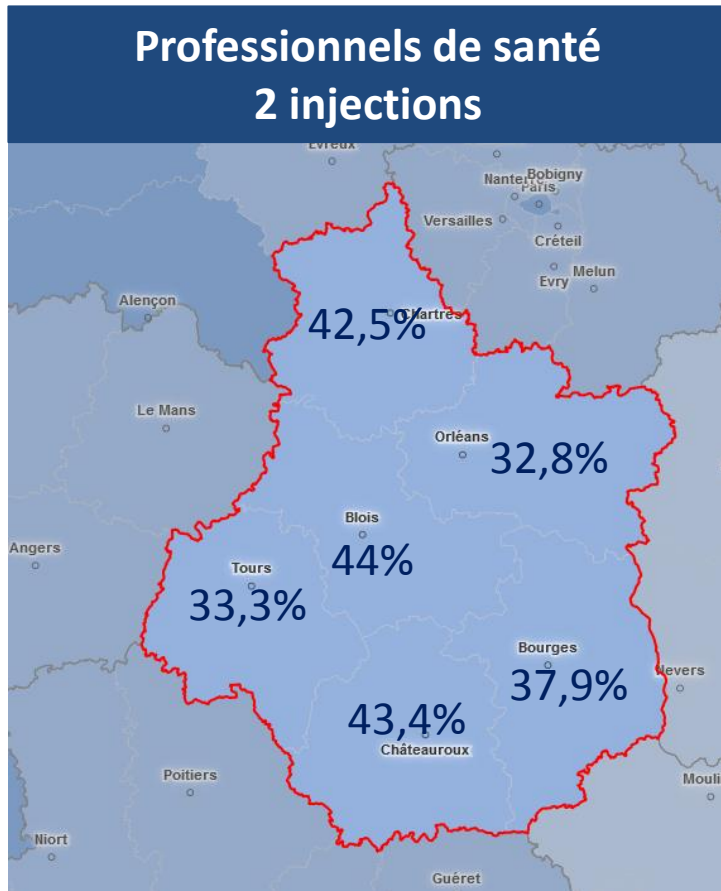 Professionnels de santé
2 injections
Evreux
Nanterre
Bobigny
Paris
Versailles
Créteil
Evry
Melun
Alençon
Chartres
42,5%
Le Mans
Orléans
32,8%
Blois
44%
Angers
Tours
33,3%
Bourges
37,9%
Nevers
43,4%
Châteauroux
Poitiers
Mouli
Niort
Guéret